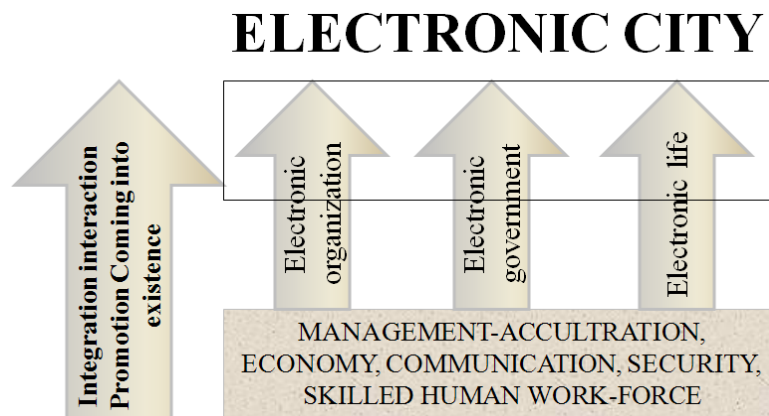 ELECTRONIC CITY
Integration interaction
Promotion Coming into
existence
Electronic
organization
Electronic
government
Electronic life
MANAGEMENT-ACCULTRATION,
ECONOMY, COMMUNICATION, SECURITY,
SKILLED HUMAN WORK-FORCE